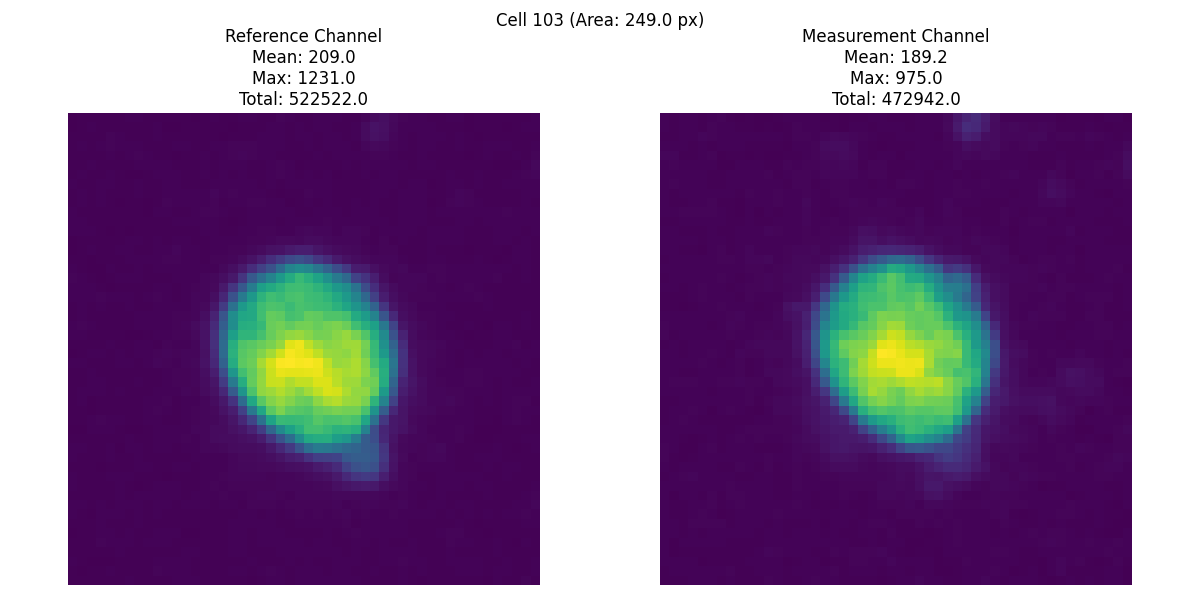 Cell 103 (Area: 249.0 px)
Reference Channel
Mean: 209.0
Max: 1231.0
Total: 522522.0
Measurement Channel
Mean: 189.2
Max: 975.0
Total: 472942.0